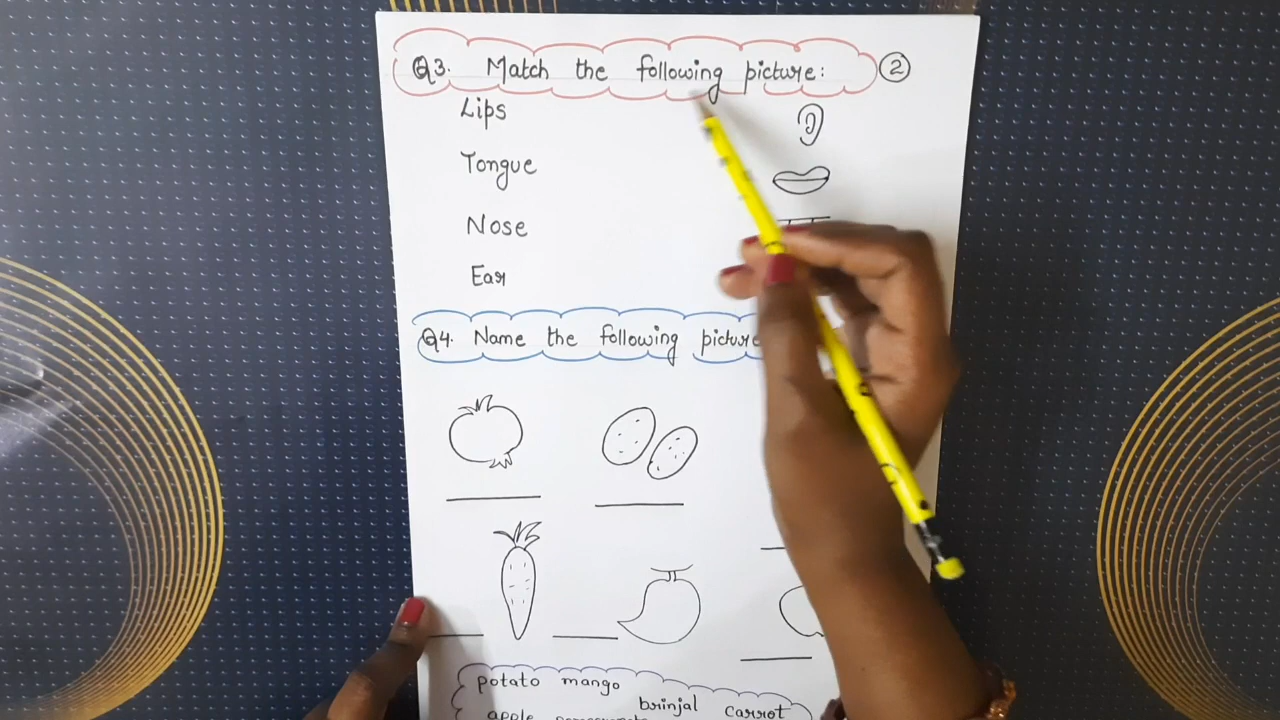 Q3. Match the following picture: 2
Lips
Tongue
Nose
Ear
Q4. Name the following picture
potato mango
brinjal carrot
apple